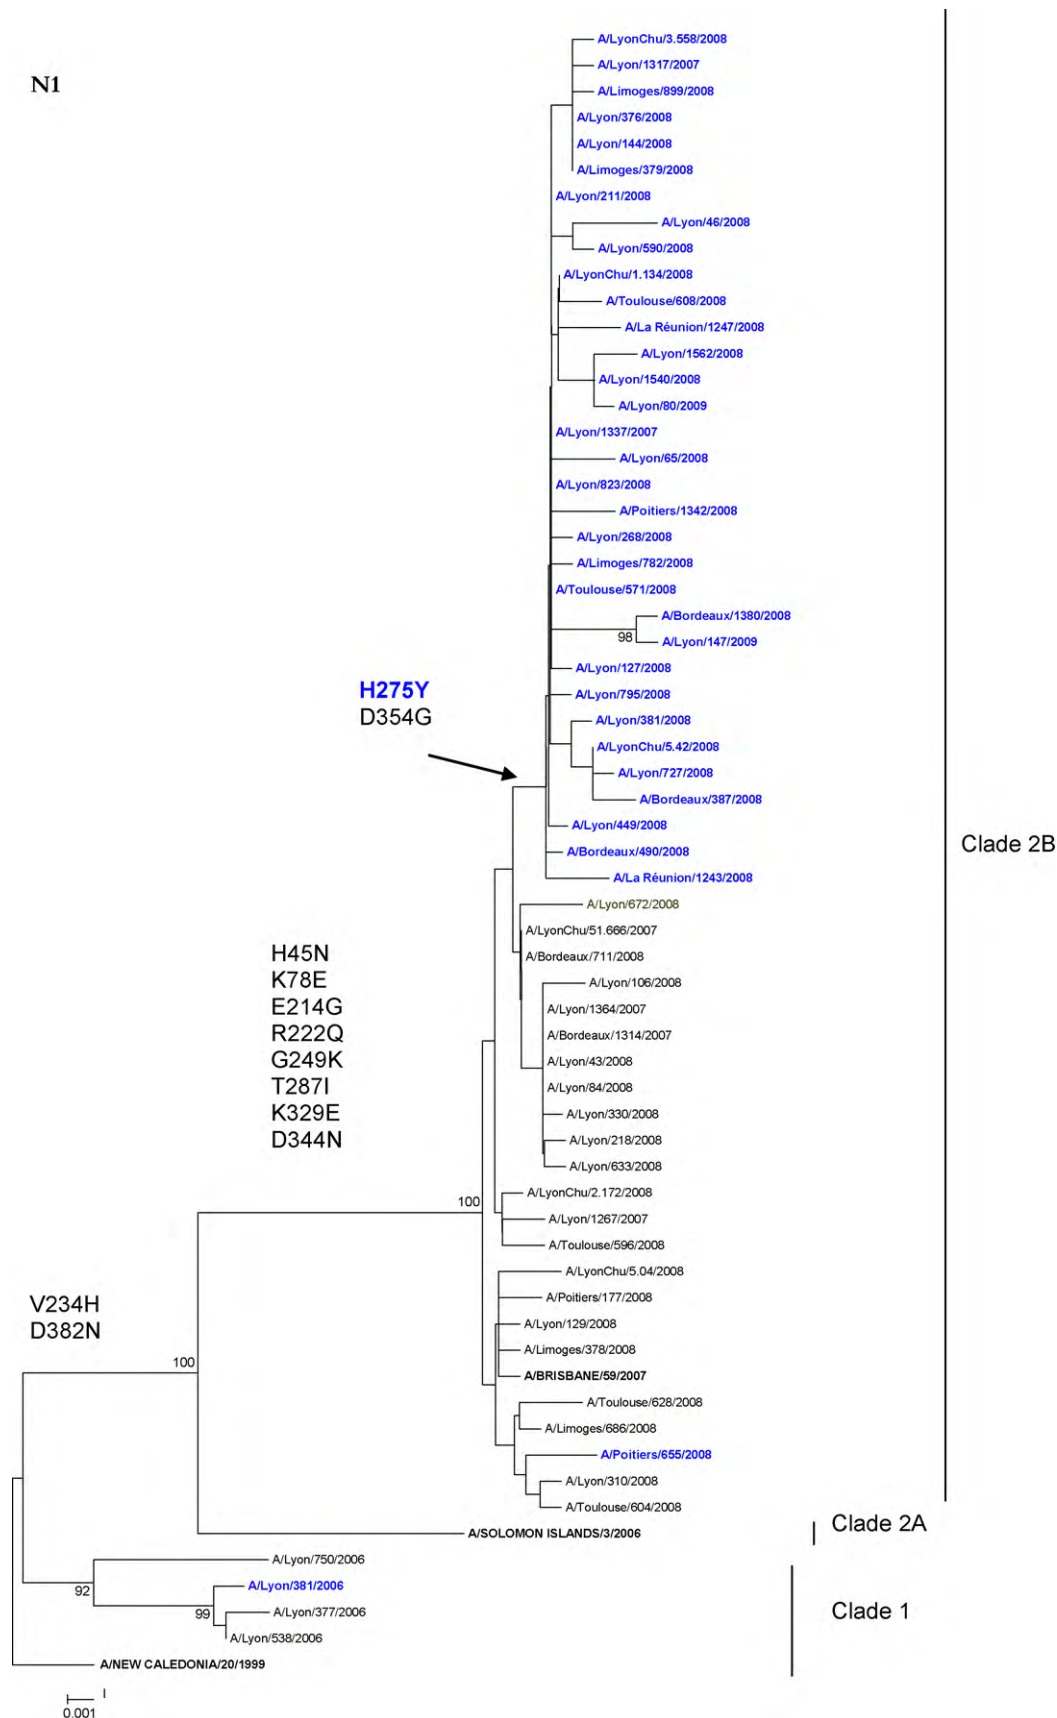 N1
A/LyonChu/3.558/2008
A/Lyon/1317/2007
A/Limoges/899/2008
A/Lyon/376/2008
A/Lyon/144/2008
A/Limoges/379/2008
A/Lyon/211/2008
A/Lyon/46/2008
A/Lyon/590/2008
A/LyonChu/1.134/2008
A/Toulouse/608/2008
A/La Réunion/1247/2008
A/Lyon/1562/2008
A/Lyon/1540/2008
A/Lyon/80/2009
A/Lyon/1337/2007
A/Lyon/65/2008
A/Lyon/823/2008
A/Poitiers/1342/2008
A/Lyon/268/2008
A/Limoges/782/2008
A/Toulouse/571/2008
A/Bordeaux/1380/2008
98
A/Lyon/147/2009
A/Lyon/127/2008
A/Lyon/795/2008
H275Y
D354G
A/Lyon/381/2008
A/LyonChu/5.42/2008
A/Lyon/727/2008
A/Bordeaux/387/2008
A/Lyon/449/2008
A/Bordeaux/490/2008
A/La Réunion/1243/2008
Clade 2B
A/Lyon/672/2008
A/LyonChu/51.666/2007
A/Bordeaux/711/2008
A/Lyon/106/2008
A/Lyon/1364/2007
A/Bordeaux/1314/2007
A/Lyon/43/2008
A/Lyon/84/2008
A/Lyon/330/2008
A/Lyon/218/2008
A/Lyon/633/2008
H45N
K78E
E214G
R222Q
G249K
T287I
K329E
D344N
100
A/LyonChu/2.172/2008
A/Lyon/1267/2007
A/Toulouse/596/2008
A/LyonChu/5.04/2008
A/Poitiers/177/2008
A/Lyon/129/2008
A/Limoges/378/2008
A/BRISBANE/59/2007
V234H
D382N
100
A/Toulouse/628/2008
A/Limoges/686/2008
A/Poitiers/655/2008
A/Lyon/310/2008
A/Toulouse/604/2008
A/SOLOMON ISLANDS/3/2006
Clade 2A
A/Lyon/750/2006
92
A/Lyon/381/2006
99
A/Lyon/377/2006
A/Lyon/538/2006
Clade 1
A/NEW CALEDONIA/20/1999
0.001